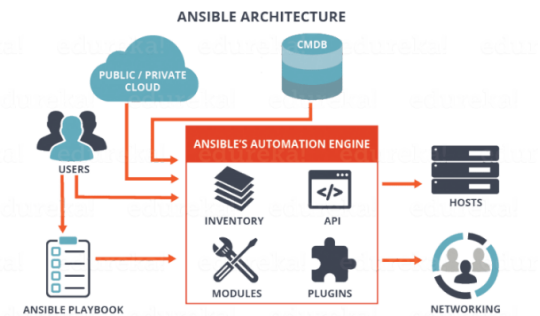 ANSIBLE ARCHITECTURE
CMDB
PUBLIC / PRIVATE
CLOUD
ANSIBLE'S AUTOMATION ENGINE
USERS
INVENTORY
API
HOSTS
MODULES
PLUGINS
ANSIBLE PLAYBOOK
NETWORKING